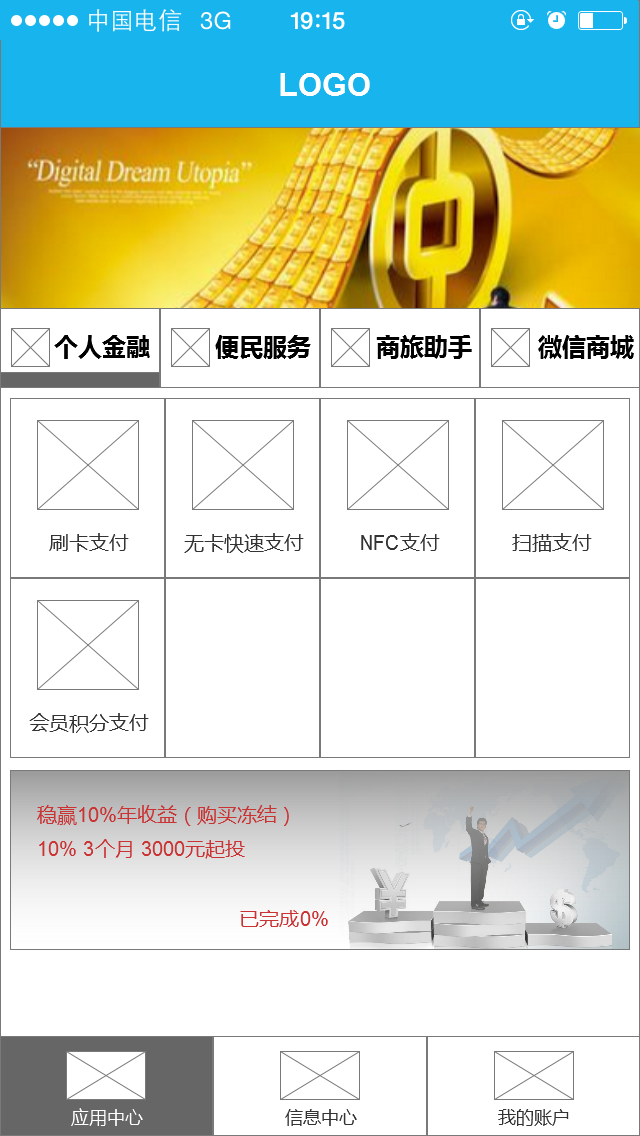 中国电信 3G 19:15
LOGO
“Digital Dream Utopia”
个人金融 便民服务 商旅助手 微信商城
刷卡支付 无卡快速支付 NFC支付 扫描支付
会员积分支付
稳赢10%年收益（购买冻结）
10% 3个月 3000元起投
已完成0%
应用中心 信息中心 我的账户